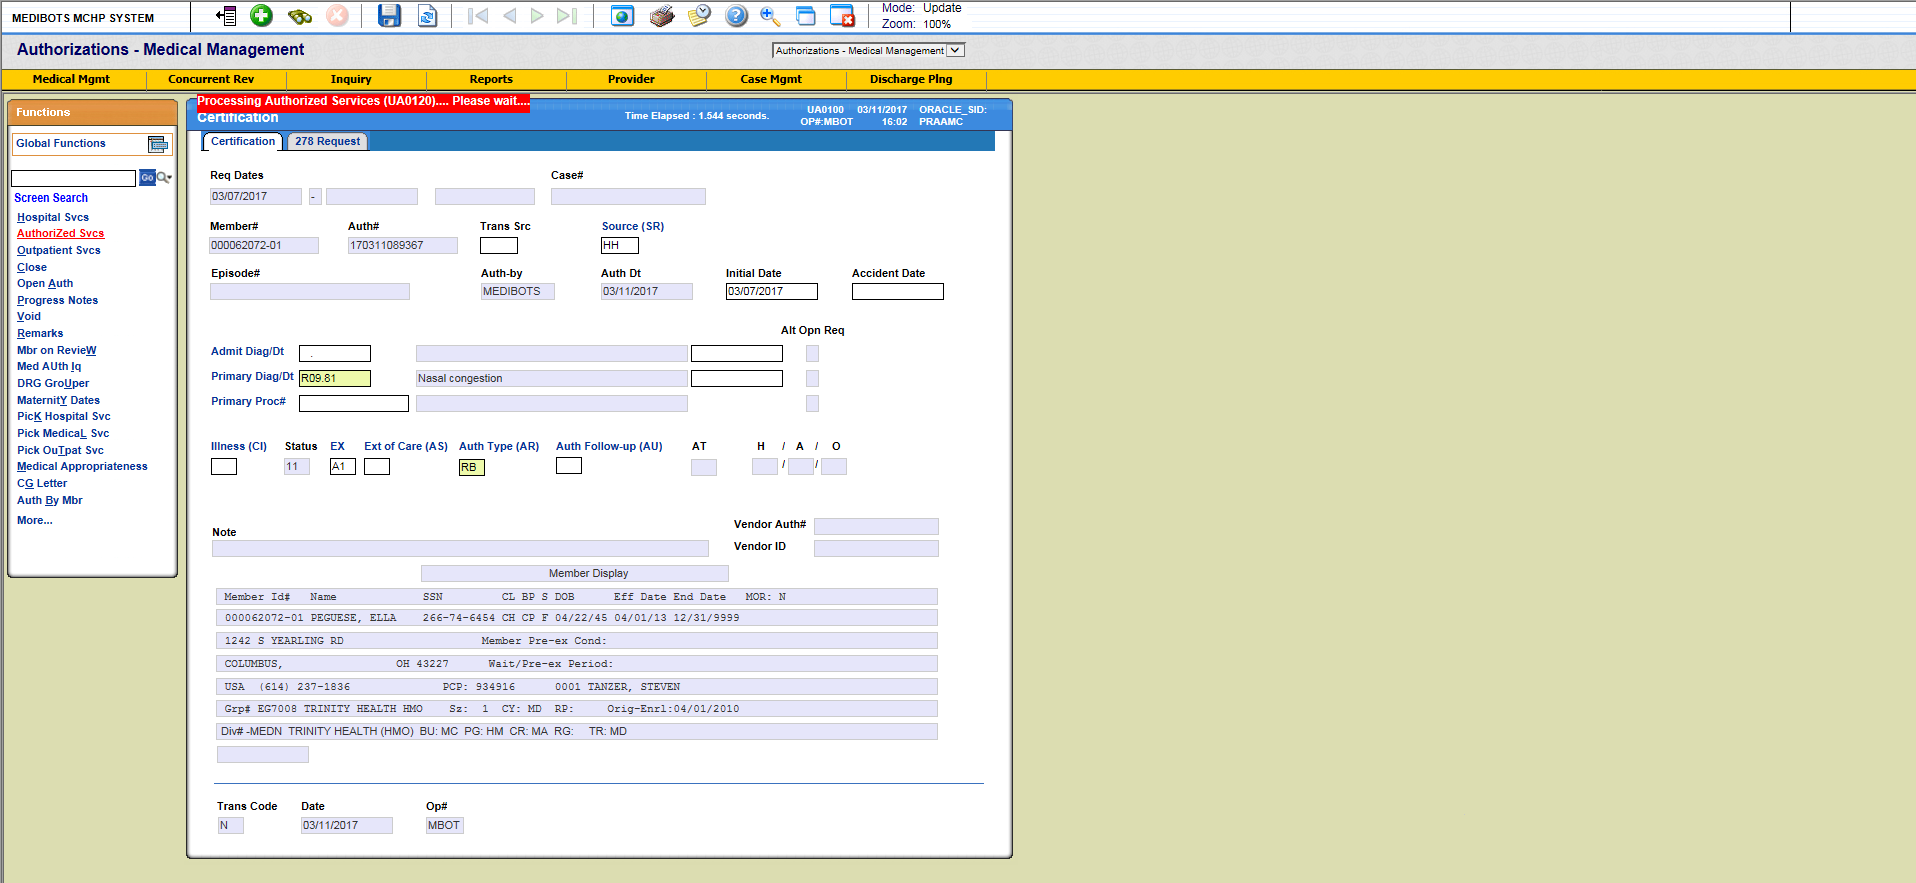 MEDIBOTS MCHP SYSTEM
Mode: Update
Zoom: 100%
Authorizations - Medical Management
Authorizations - Medical Management
Medical Mgmt Concurrent Rev Inquiry Reports Provider Case Mgmt Discharge Plng
Functions
Global Functions
Go
Screen Search
Hospital Svcs
AuthoriZed Svcs
Outpatient Svcs
Close
Open Auth
Progress Notes
Void
Remarks
Mbr on RevieW
Med AUth Iq
DRG GroUper
MaternitY Dates
PicK Hospital Svc
Pick MedicaL Svc
Pick OuTpat Svc
Medical Appropriateness
CG Letter
Auth By Mbr
More...
Processing Authorized Services (UA0120).... Please wait....
Certification
Time Elapsed : 1.544 seconds.
UA0100 03/11/2017 ORACLE_SID:
OP#:MBOT 16:02 PRAAMC
Certification 278 Request
Req Dates Case#
03/07/2017 -
Member# Auth# Trans Src Source (SR)
000062072-01 170311089367 HH
Episode# Auth-by Auth Dt Initial Date Accident Date
MEDIBOTS 03/11/2017 03/07/2017
Alt Opn Req
Admit Diag/Dt .
Primary Diag/Dt R09.81 Nasal congestion
Primary Proc#
Illness (CI) Status EX Ext of Care (AS) Auth Type (AR) Auth Follow-up (AU) AT H / A / O
11 A1 RB / /
Note
Vendor Auth#
Vendor ID
Member Display
Member Id# Name SSN CL BP S DOB Eff Date End Date MOR: N
000062072-01 PEGUESE, ELLA 266-74-6454 CH CP F 04/22/45 04/01/13 12/31/9999
1242 S YEARLING RD Member Pre-ex Cond:
COLUMBUS, OH 43227 Wait/Pre-ex Period:
USA (614) 237-1836 PCP: 934916 0001 TANZER, STEVEN
Grp# EG7008 TRINITY HEALTH HMO Sz: 1 CY: MD RP: Orig-Enrl:04/01/2010
Div# -MEDN TRINITY HEALTH (HMO) BU: MC PG: HM CR: MA RG: TR: MD
Trans Code Date Op#
N 03/11/2017 MBOT